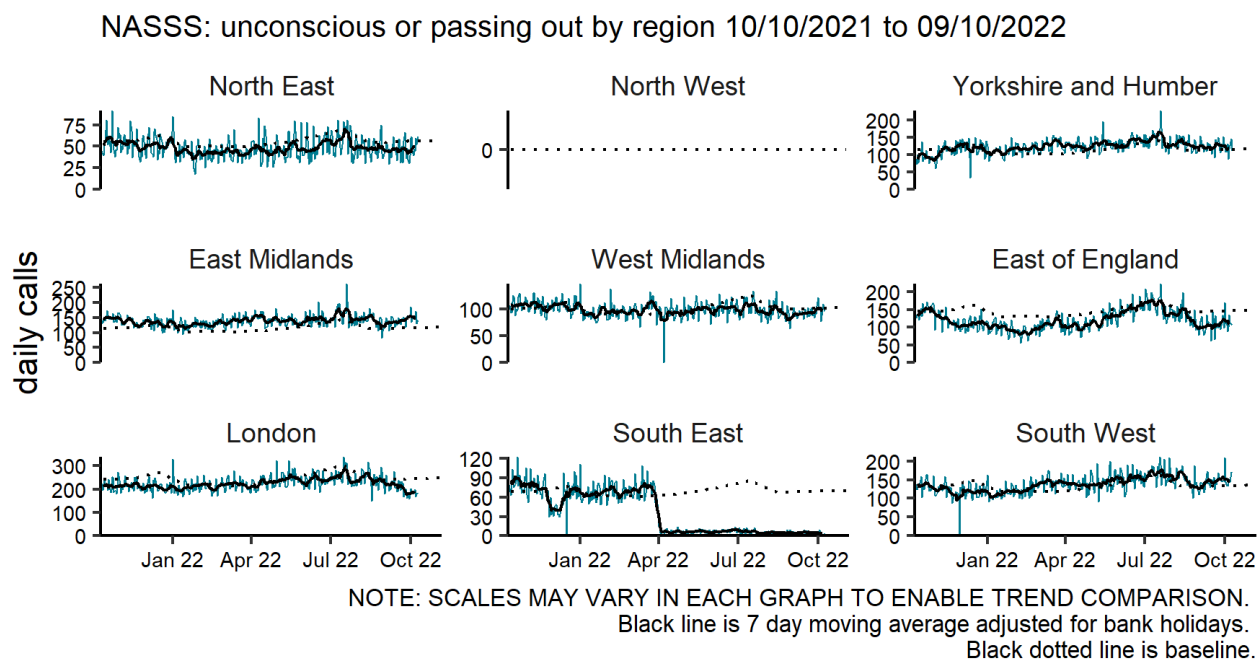 NASSS: unconscious or passing out by region 10/10/2021 to 09/10/2022
North East
North West
Yorkshire and Humber
75
50
25
0
0
200
150
100
50
0
daily calls
East Midlands
West Midlands
East of England
250
200
150
100
50
0
100
50
0
200
150
100
50
0
London
South East
South West
300
200
100
0
120
90
60
30
0
200
150
100
50
0
Jan 22 Apr 22 Jul 22 Oct 22
Jan 22 Apr 22 Jul 22 Oct 22
Jan 22 Apr 22 Jul 22 Oct 22
NOTE: SCALES MAY VARY IN EACH GRAPH TO ENABLE TREND COMPARISON.
Black line is 7 day moving average adjusted for bank holidays.
Black dotted line is baseline.